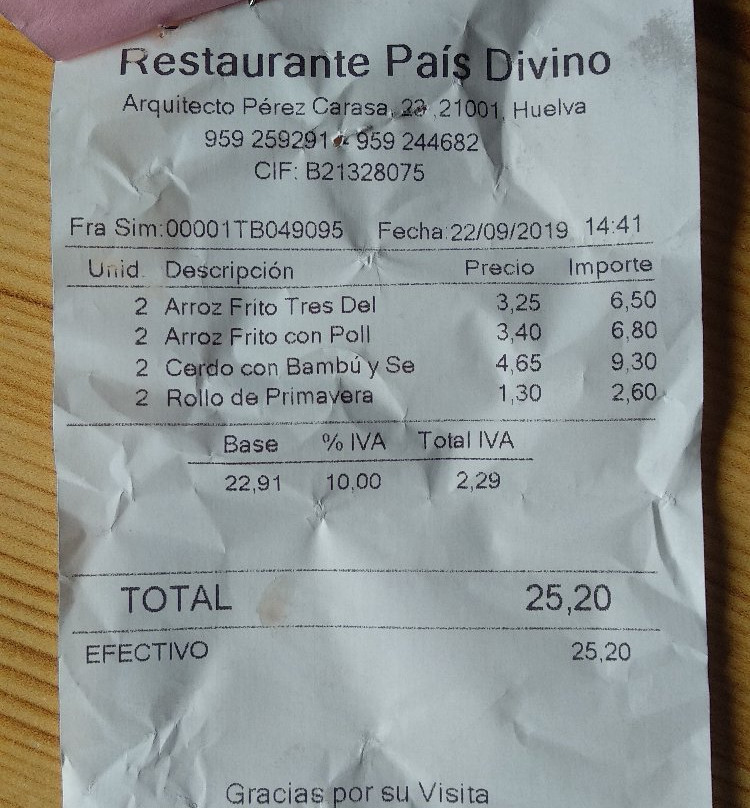 Restaurante País Divino
Arquitecto Pérez Carasa, 21001, Huelva
959 259291 - 959 244682
CIF: B21328075
Fra Sim:00001TB049095 Fecha:22/09/2019 14:41
Unid. Descripción Precio Importe
2 Arroz Frito Tres Del 3,25 6,50
2 Arroz Frito con Poll 3,40 6,80
2 Cerdo con Bambú y Se 4,65 9,30
2 Rollo de Primavera 1,30 2,60
Base % IVA Total IVA
22,91 10,00 2,29
TOTAL 25,20
EFECTIVO 25,20
Gracias por su Visita